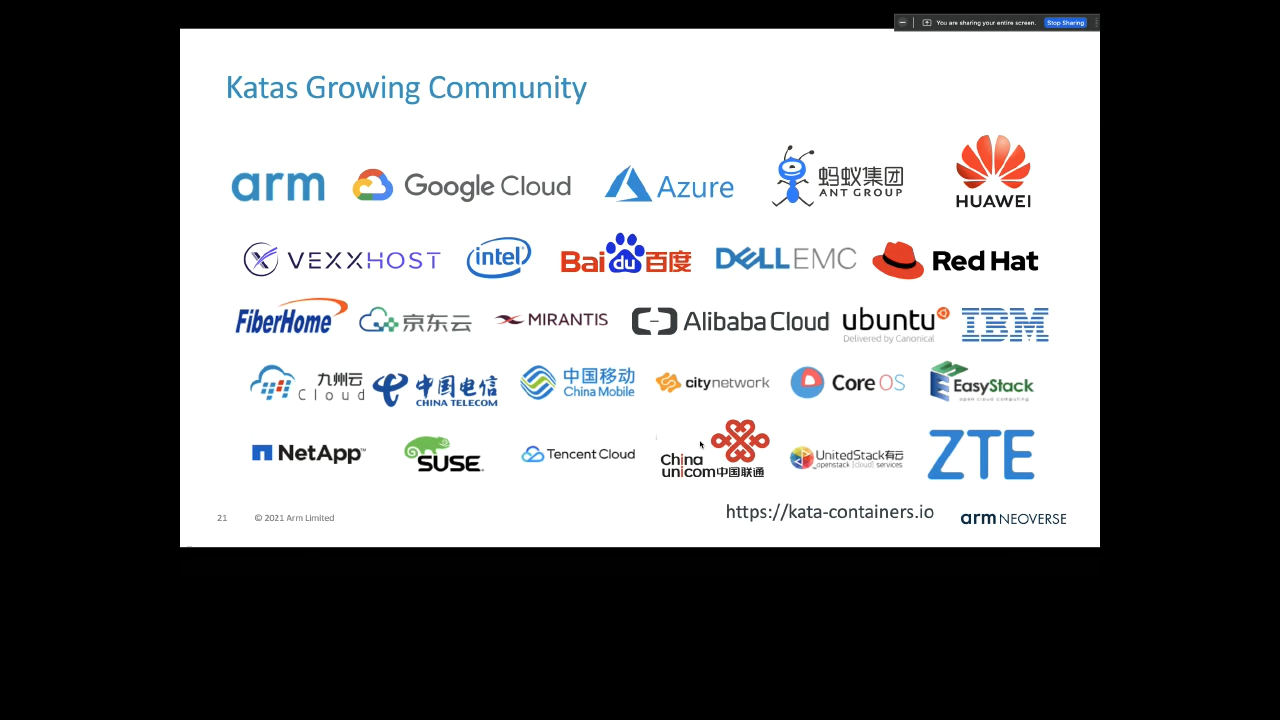 You are sharing your entire screen. Stop Sharing
Katas Growing Community
arm
Google Cloud
Azure
蚂蚁集团
ANT GROUP
HUAWEI
VEXXHOST
intel
Bai du 百度
DELL EMC
Red Hat
FiberHome
京东云
MIRANTIS
Alibaba Cloud
ubuntu
Delivered by Canonical
IBM
九州云
Cloud
中国电信
CHINA TELECOM
中国移动
China Mobile
citynetwork
Core OS
EasyStack
open cloud computing
NetApp™
SUSE
Tencent Cloud
China
unicom中国联通
UnitedStack有云
openstack [cloud] services
ZTE
https://kata-containers.io
21 © 2021 Arm Limited
arm NEOVERSE